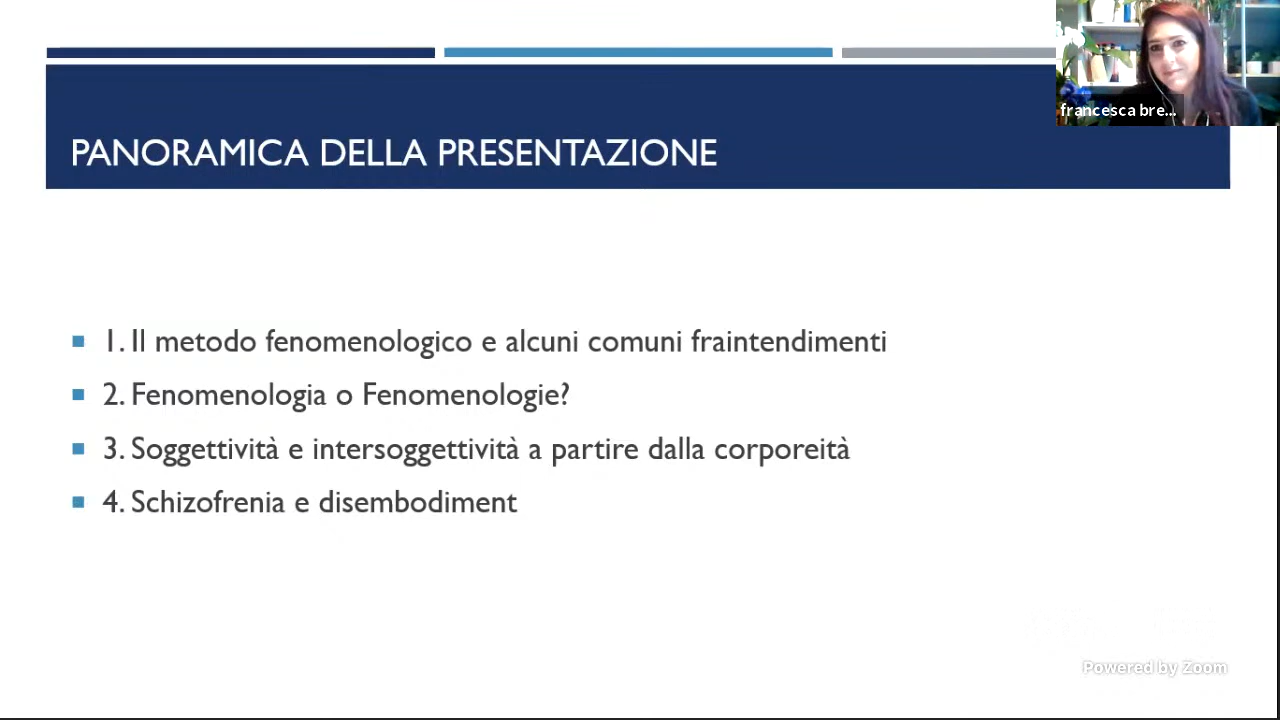 francesca bre...
PANORAMICA DELLA PRESENTAZIONE
1. Il metodo fenomenologico e alcuni comuni fraintendimenti
2. Fenomenologia o Fenomenologie?
3. Soggettività e intersoggettività a partire dalla corporeità
4. Schizofrenia e disembodiment
Powered by Zoom